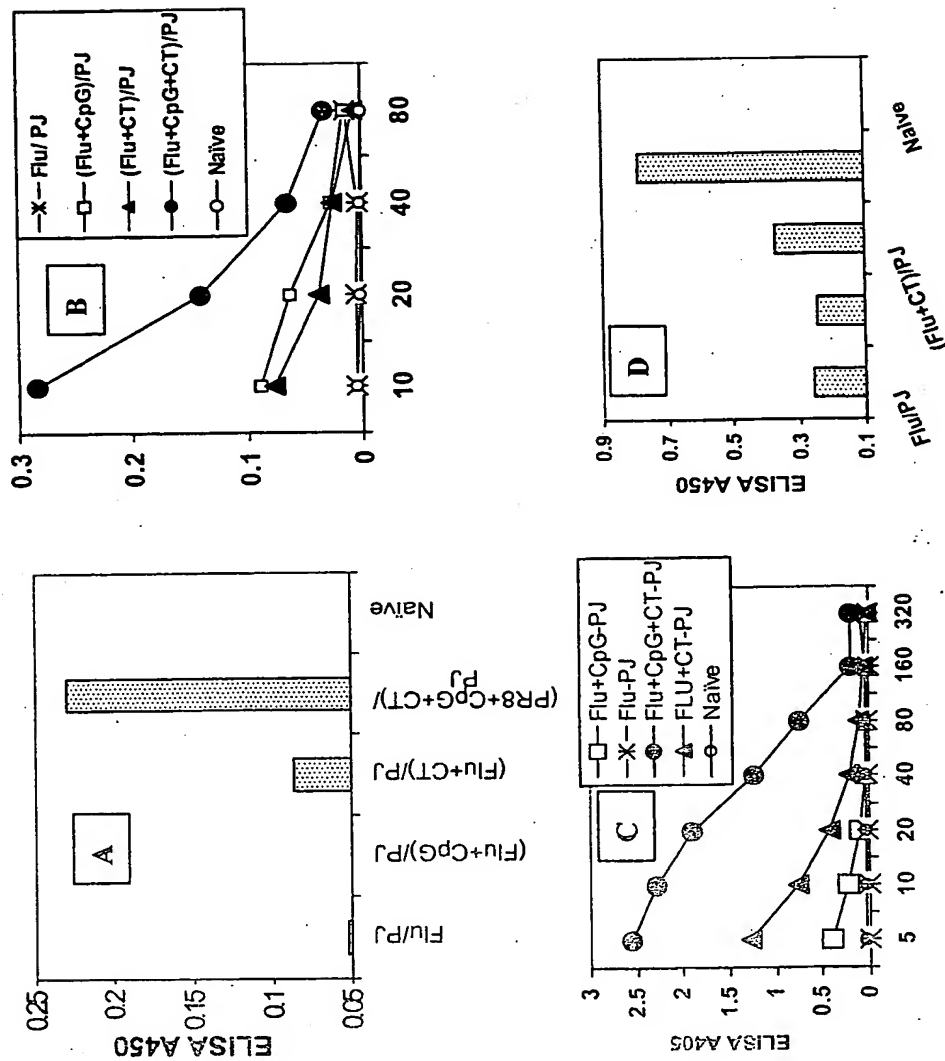 A
ELISA A450
0.25
0.2
0.15
0.1
0.05
Flu/PJ
(Flu+CpG)/PJ
(Flu+CT)/PJ
(PR8+CpG+CT)/
PJ
Naïve
B
0.3
0.2
0.1
0
10
20
40
80
Flu/ PJ
(Flu+CpG)/PJ
(Flu+CT)/PJ
(Flu+CpG+CT)/PJ
Naïve
C
ELISA A405
3
2.5
2
1.5
1
0.5
0
5
10
20
40
80
160
320
Flu+CpG-PJ
Flu-PJ
Flu+CpG+CT-PJ
FLU+CT-PJ
Naïve
D
ELISA A450
0.9
0.7
0.5
0.3
0.1
Flu/PJ
(Flu+CT)/PJ
Naïve